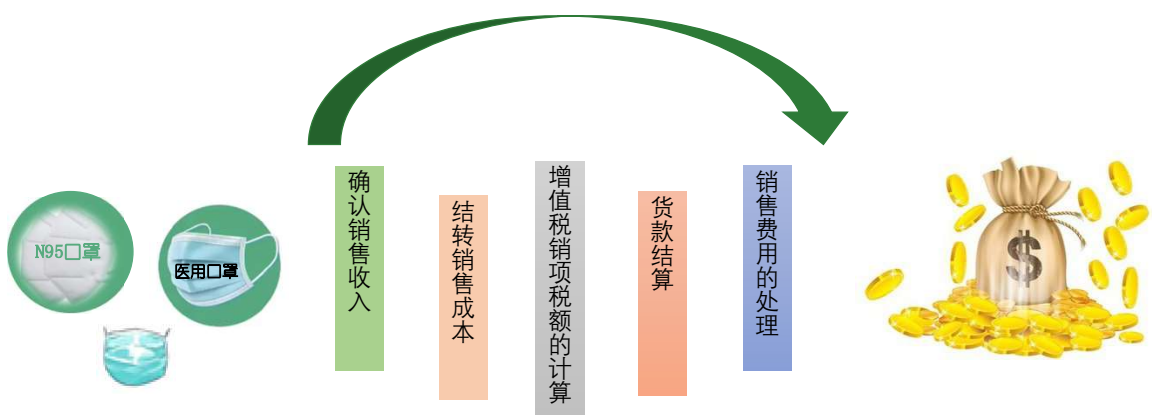 N95口罩
医用口罩
确认销售收入
结转销售成本
增值税销项税额的计算
货款结算
销售费用的处理
$